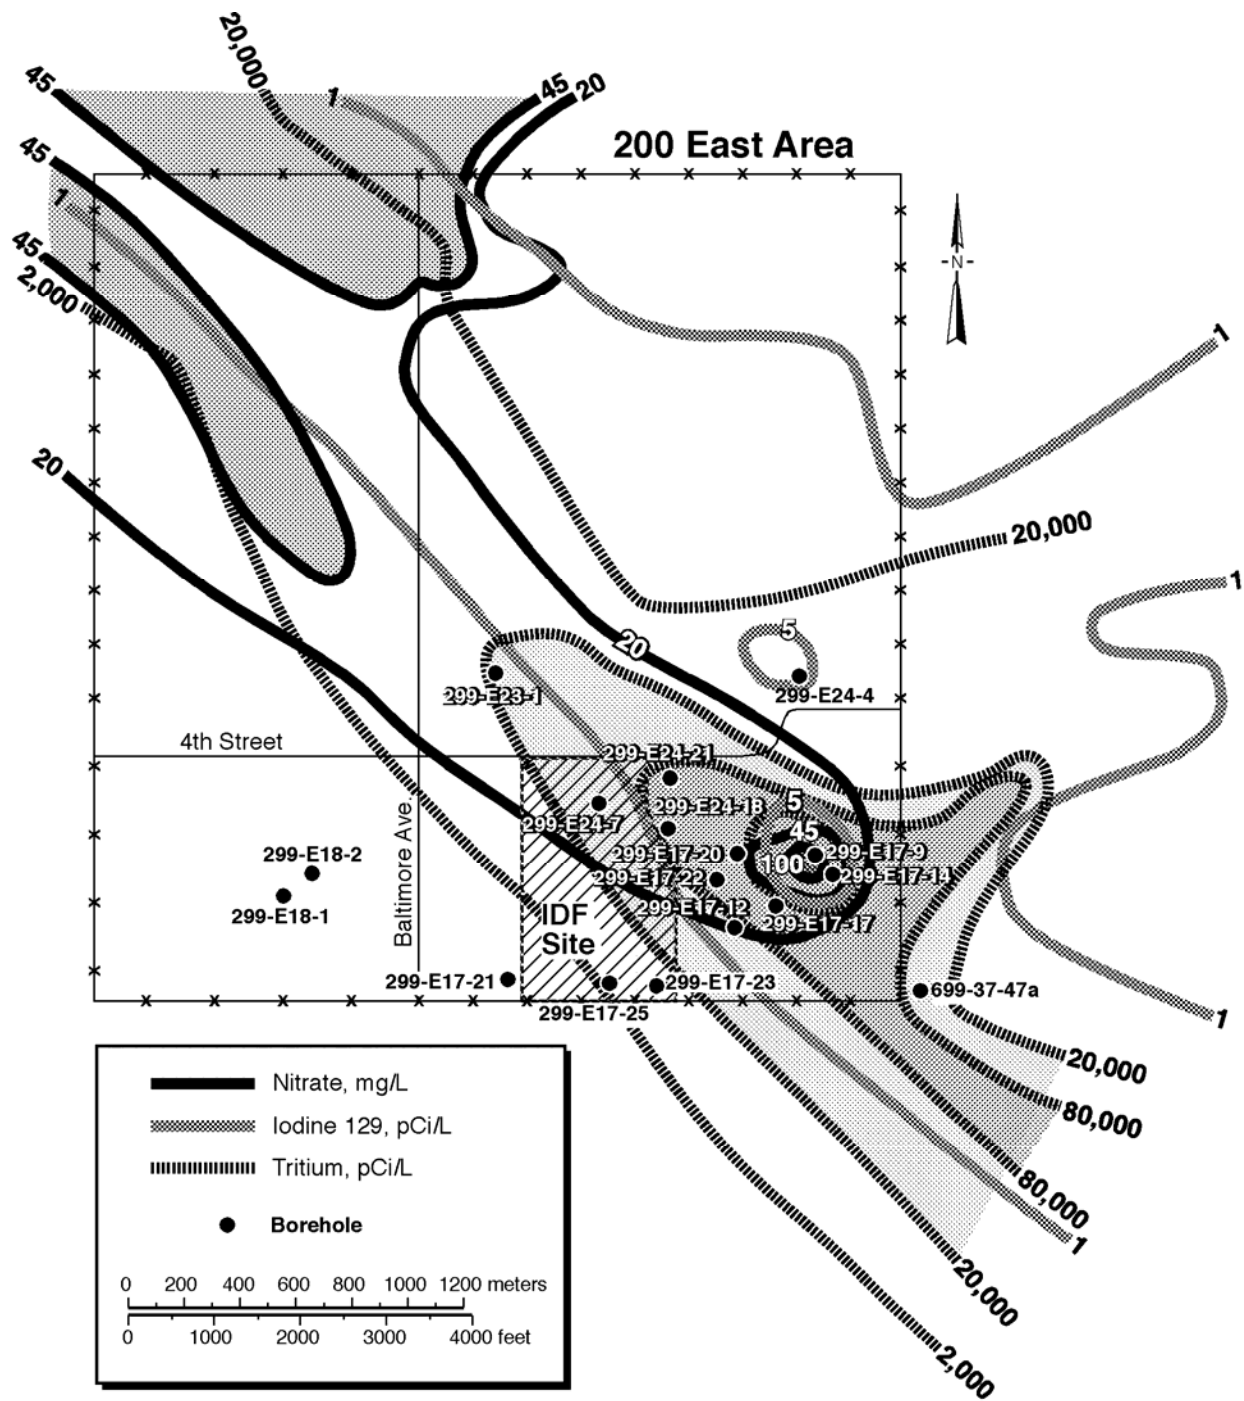 20,000
45
1
45
20
200 East Area
45
1
45
2,000
N
1
20
20,000
1
20
5
299-E23-1
299-E24-4
4th Street
299-E24-21
299-E24-18
5
299-E24-7
45
299-E18-2
299-E17-20
100
299-E17-9
299-E17-22
299-E17-14
299-E18-1
Baltimore Ave.
IDF
Site
299-E17-12
299-E17-17
299-E17-21
299-E17-23
699-37-47a
299-E17-25
1
20,000
80,000
80,000
1
20,000
2,000
Nitrate, mg/L
Iodine 129, pCi/L
Tritium, pCi/L
Borehole
0 200 400 600 800 1000 1200 meters
0 1000 2000 3000 4000 feet